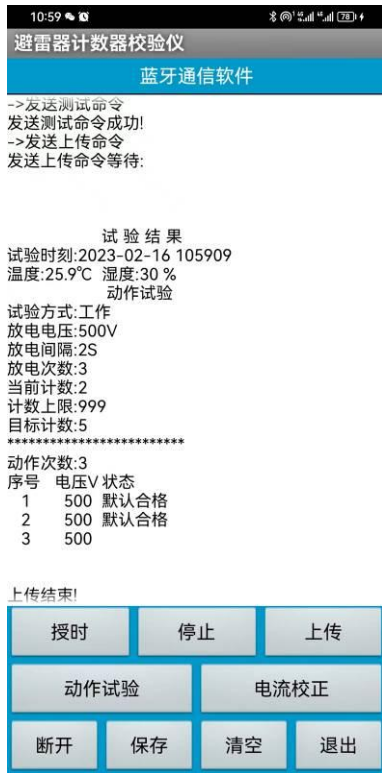 10:59 78
避雷器计数器校验仪
蓝牙通信软件
->发送测试命令
发送测试命令成功!
->发送上传命令
发送上传命令等待:
试 验 结 果
试验时刻:2023-02-16 105909
温度:25.9℃ 湿度:30 %
动作试验
试验方式:工作
放电电压:500V
放电间隔:2S
放电次数:3
当前计数:2
计数上限:999
目标计数:5
**************************
动作次数:3
序号 电压V 状态
1 500 默认合格
2 500 默认合格
3 500
上传结束!
授时 停止 上传
动作试验 电流校正
断开 保存 清空 退出